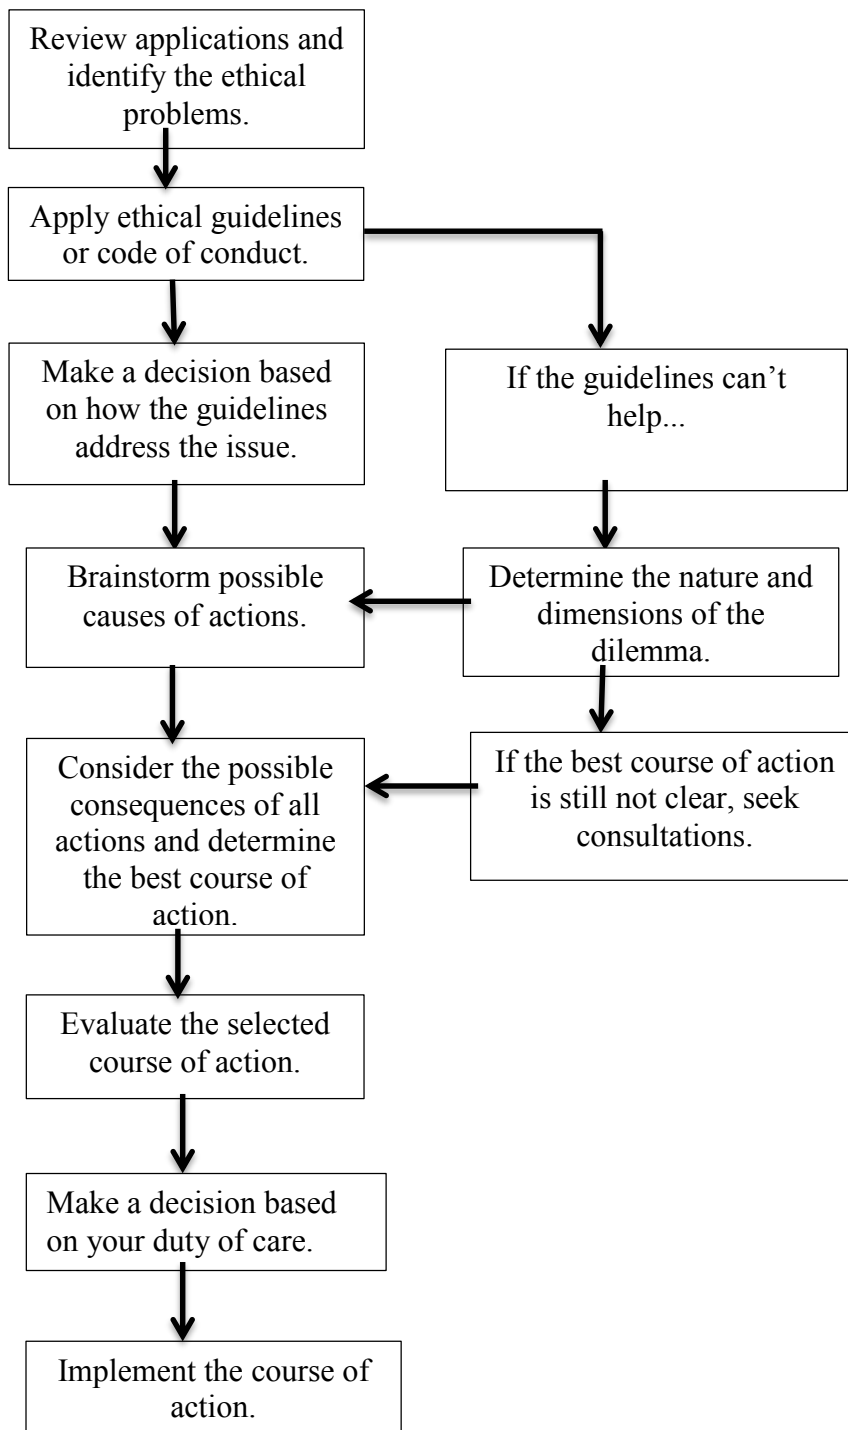 Review applications and
identify the ethical
problems.
Apply ethical guidelines
or code of conduct.
Make a decision based
on how the guidelines
address the issue.
If the guidelines can’t
help...
Brainstorm possible
causes of actions.
Determine the nature and
dimensions of the
dilemma.
Consider the possible
consequences of all
actions and determine
the best course of
action.
If the best course of action
is still not clear, seek
consultations.
Evaluate the selected
course of action.
Make a decision based
on your duty of care.
Implement the course of
action.